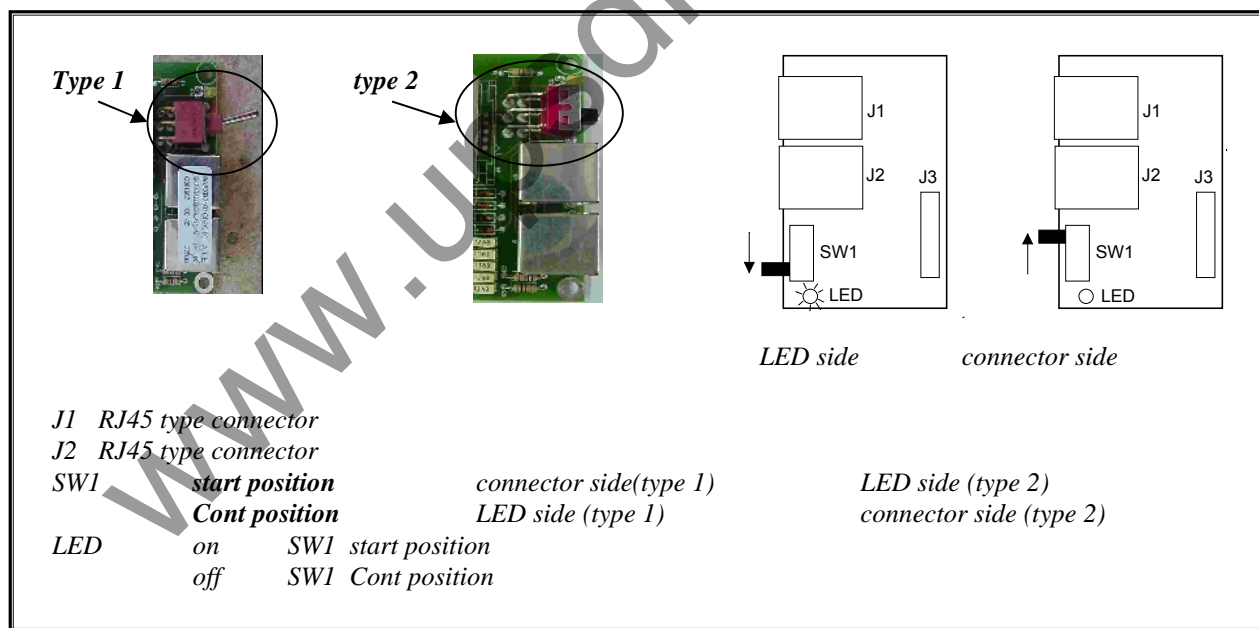 Type 1 type 2
J1 J1
J2 J3 J2 J3
SW1 SW1
LED LED
LED side connector side
J1 RJ45 type connector
J2 RJ45 type connector
SW1 start position connector side(type 1) LED side (type 2)
Cont position LED side (type 1) connector side (type 2)
LED on SW1 start position
off SW1 Cont position